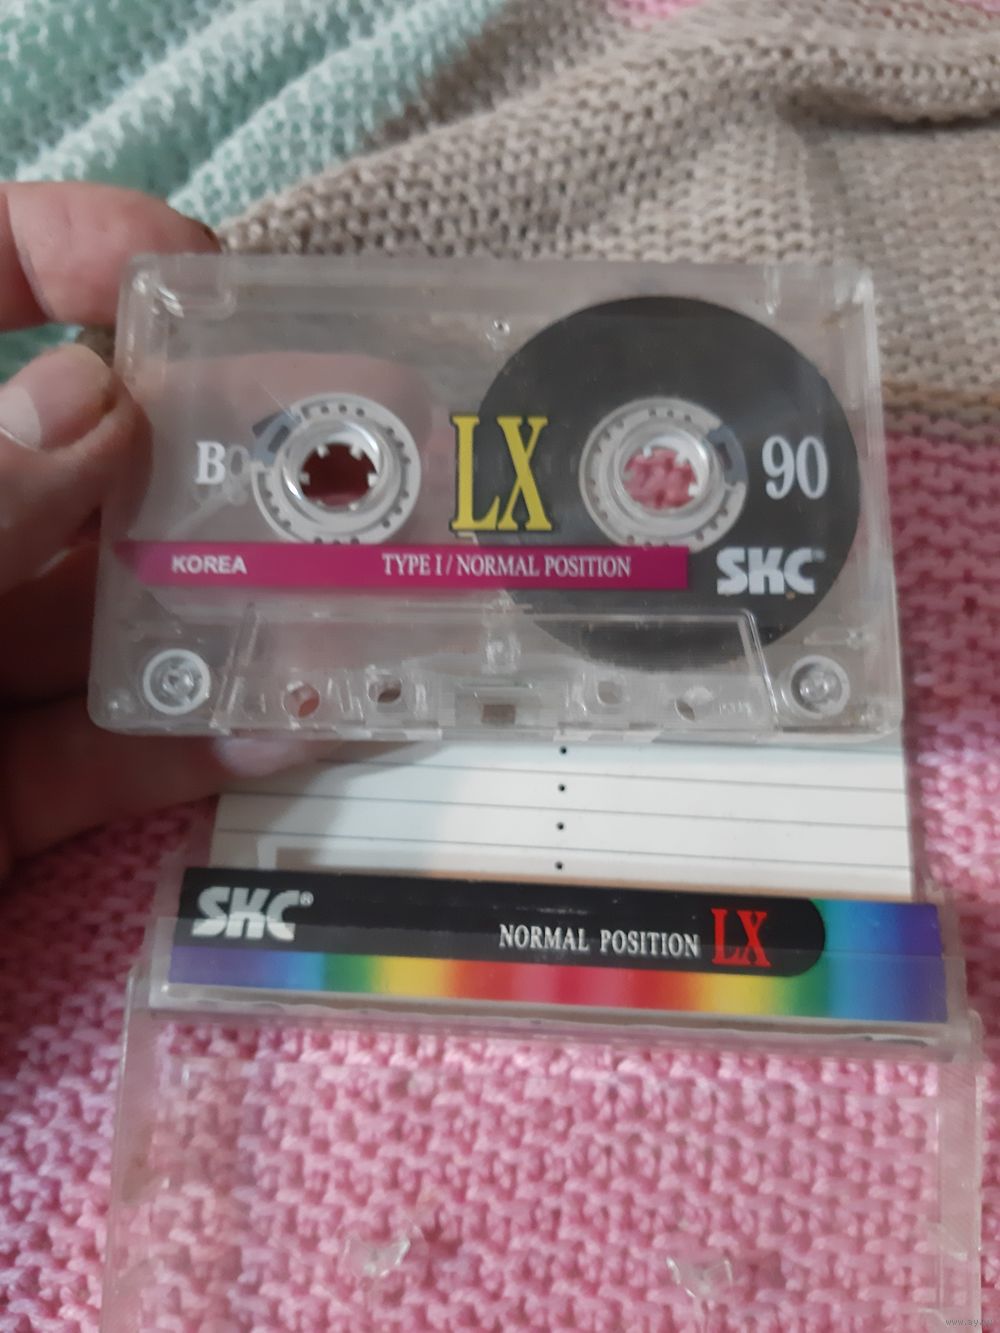 B
LX
90
KOREA
TYPE I / NORMAL POSITION
SKC
SKC®
NORMAL POSITION LX